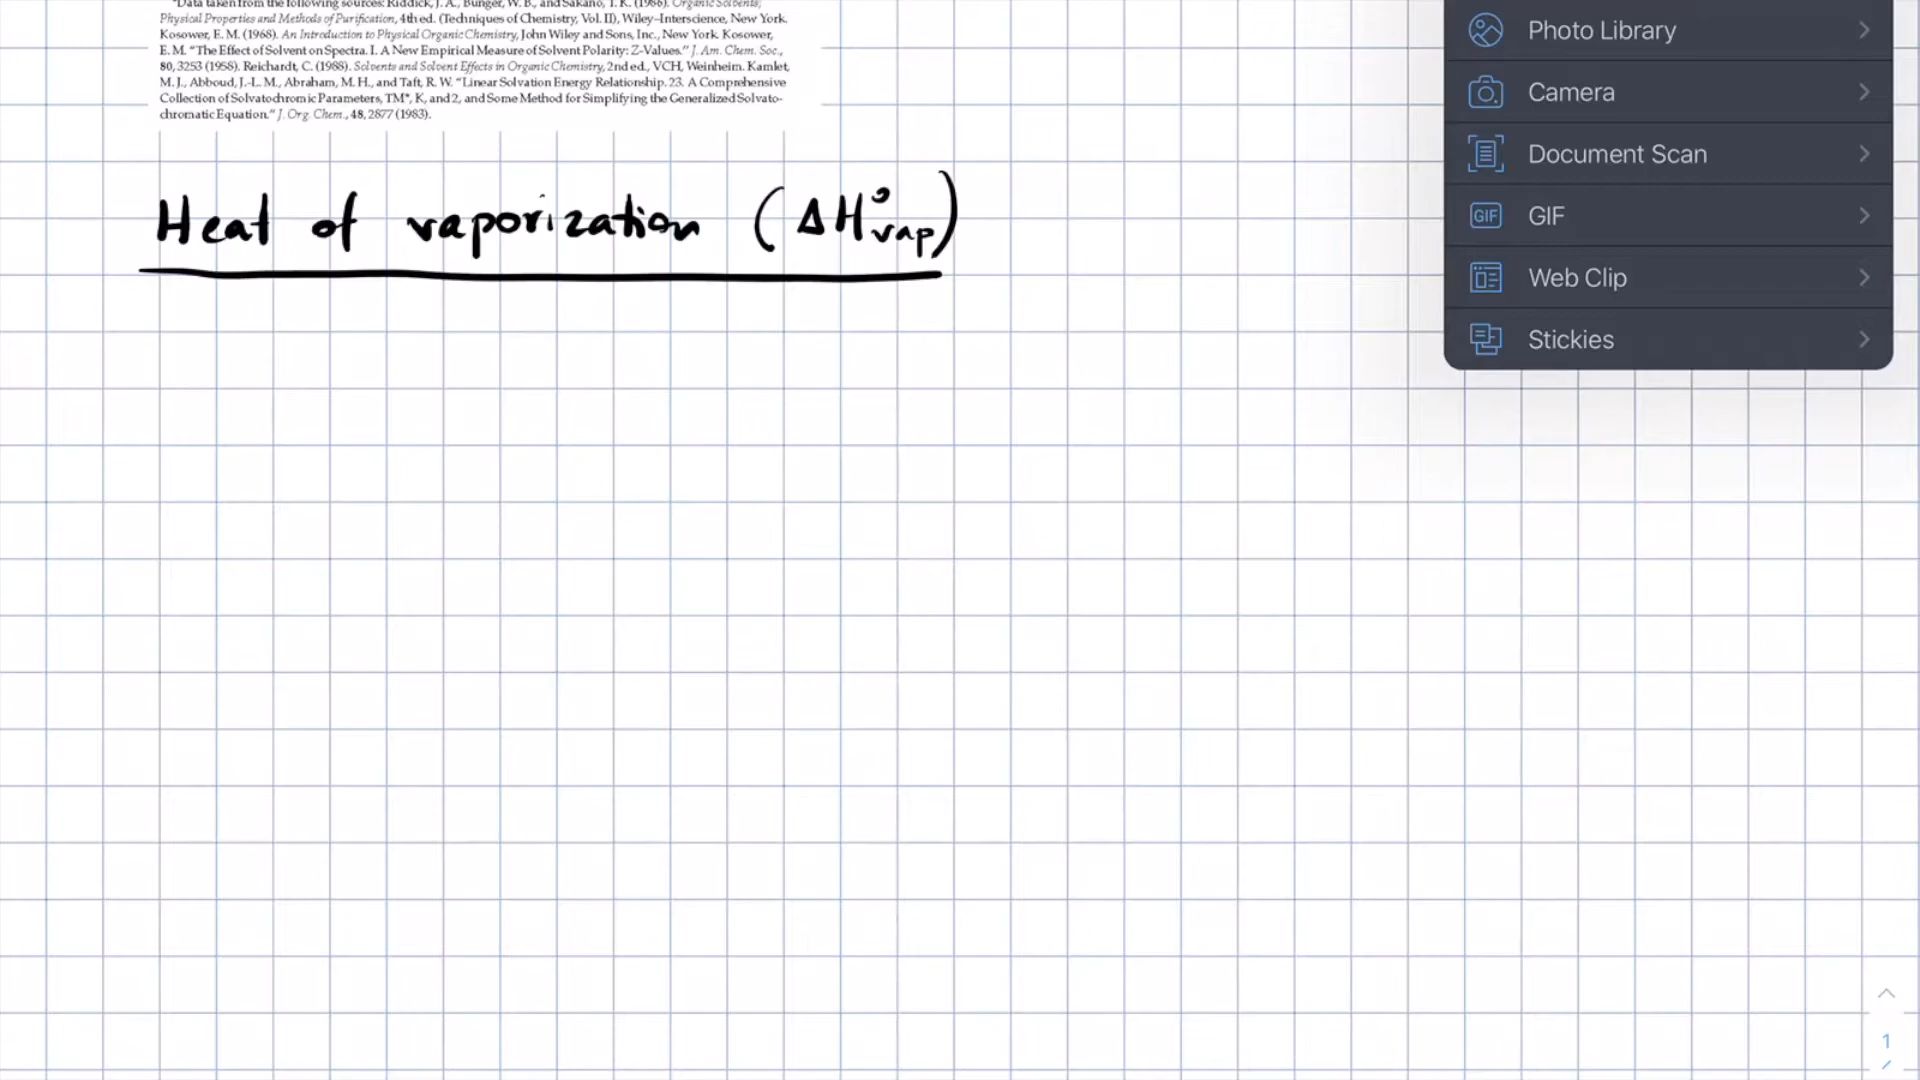 "Data taken from the following sources: Riddick, J. A., Bunger, W. B., and Sakano, T. K. (1986). Organic Solvents;
Physical Properties and Methods of Purification, 4th ed. (Techniques of Chemistry, Vol. II), Wiley–Interscience, New York.
Kosower, E. M. (1968). An Introduction to Physical Organic Chemistry, John Wiley and Sons, Inc., New York. Kosower,
E. M. "The Effect of Solvent on Spectra. I. A New Empirical Measure of Solvent Polarity: Z-Values." J. Am. Chem. Soc.,
80, 3253 (1958). Reichardt, C. (1988). Solvents and Solvent Effects in Organic Chemistry, 2nd ed., VCH, Weinheim. Kamlet,
M. J., Abboud, J.-L. M., Abraham, M. H., and Taft, R. W. "Linear Solvation Energy Relationship. 23. A Comprehensive
Collection of Solvatochromic Parameters, TM*, K, and 2, and Some Method for Simplifying the Generalized Solvato-
chromatic Equation." J. Org. Chem., 48, 2877 (1983).
Heat of vaporization (ΔH°vap)
Photo Library
Camera
Document Scan
GIF GIF
Web Clip
Stickies
1